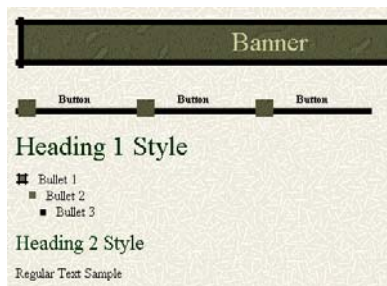 Banner
Button Button Button
Heading 1 Style
Bullet 1
Bullet 2
Bullet 3
Heading 2 Style
Regular Text Sample